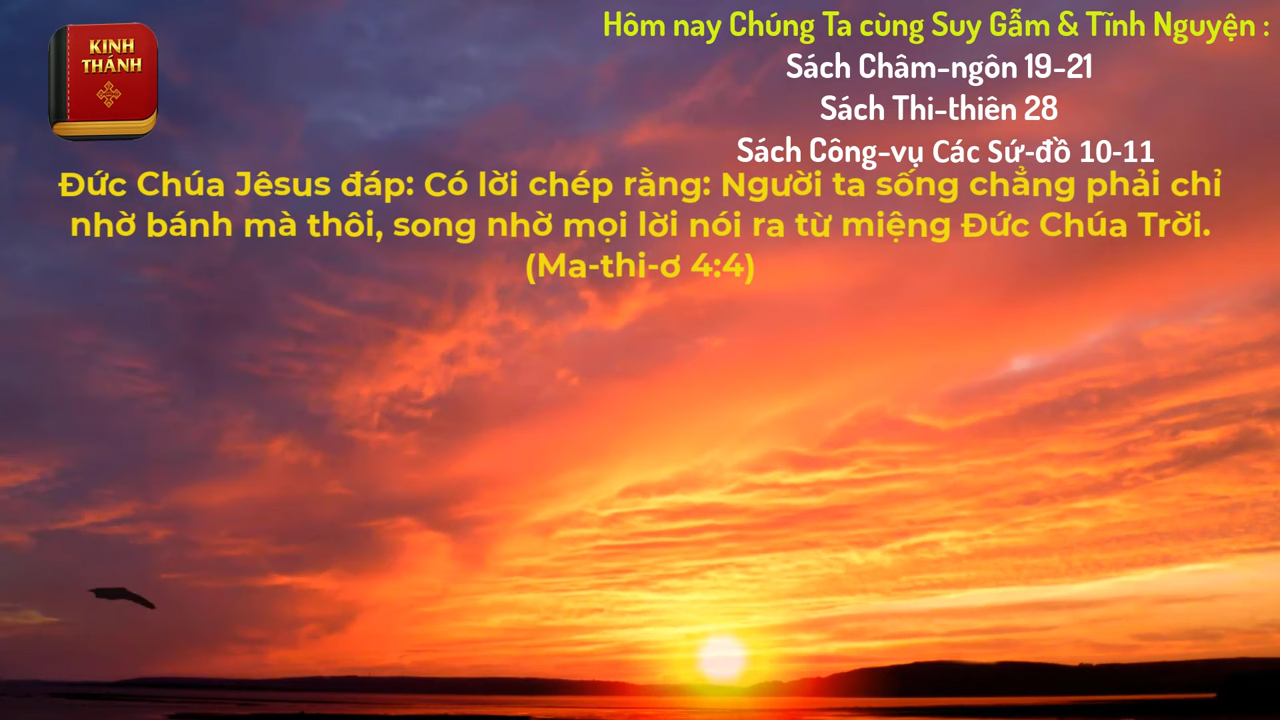 KINH
THÁNH
Hôm nay Chúng Ta cùng Suy Gẫm & Tĩnh Nguyện :
Sách Châm-ngôn 19-21
Sách Thi-thiên 28
Sách Công-vụ Các Sứ-đồ 10-11
Đức Chúa Jêsus đáp: Có lời chép rằng: Người ta sống chẳng phải chỉ
nhờ bánh mà thôi, song nhờ mọi lời nói ra từ miệng Đức Chúa Trời.
(Ma-thi-ơ 4:4)